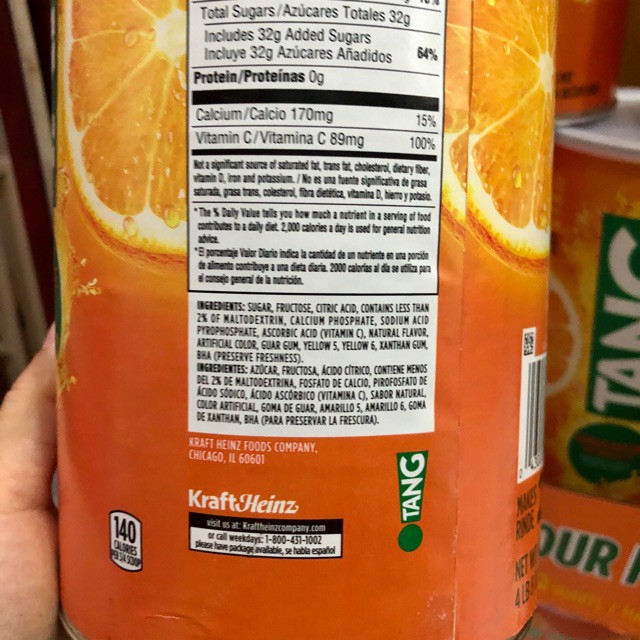 Total Sugars/Azúcares Totales 32g
Includes 32g Added Sugars
Incluye 32g Azúcares Añadidos 64%
Protein/Proteínas 0g
Calcium/Calcio 170mg 15%
Vitamin C/Vitamina C 89mg 100%
Not a significant source of saturated fat, trans fat, cholesterol, dietary fiber,
vitamin D, iron and potassium. / No es una fuente significativa de grasa
saturada, grasa trans, colesterol, fibra dietética, vitamina D, hierro y potasio.
*The % Daily Value tells you how much a nutrient in a serving of food
contributes to a daily diet. 2,000 calories a day is used for general nutrition
advice.
*El porcentaje Valor Diario indica la cantidad de un nutriente en una porción
de alimento contribuye a una dieta diaria. 2000 calorías al día se utiliza para
el consejo general de la nutrición.
INGREDIENTS: SUGAR, FRUCTOSE, CITRIC ACID, CONTAINS LESS THAN
2% OF MALTODEXTRIN, CALCIUM PHOSPHATE, SODIUM ACID
PYROPHOSPHATE, ASCORBIC ACID (VITAMIN C), NATURAL FLAVOR,
ARTIFICIAL COLOR, GUAR GUM, YELLOW 5, YELLOW 6, XANTHAN GUM,
BHA (PRESERVE FRESHNESS).
INGREDIENTES: AZÚCAR, FRUCTOSA, ÁCIDO CÍTRICO, CONTIENE MENOS
DEL 2% DE MALTODEXTRINA, FOSFATO DE CALCIO, PIROFOSFATO DE
ÁCIDO SÓDICO, ÁCIDO ASCÓRBICO (VITAMINA C), SABOR NATURAL,
COLOR ARTIFICIAL, GOMA DE GUAR, AMARILLO 5, AMARILLO 6, GOMA
DE XANTHAN, BHA (PARA PRESERVAR LA FRESCURA).
KRAFT HEINZ FOODS COMPANY,
CHICAGO, IL 60601
KraftHeinz
visit us at: Kraftheinzcompany.com
or call weekdays: 1-800-431-1002
please have package available, se habla español
TANG
140
CALORIES
PER 3/4 SCOOP
MAKES
RINDE
NET W
4 LB
TANG
OUR